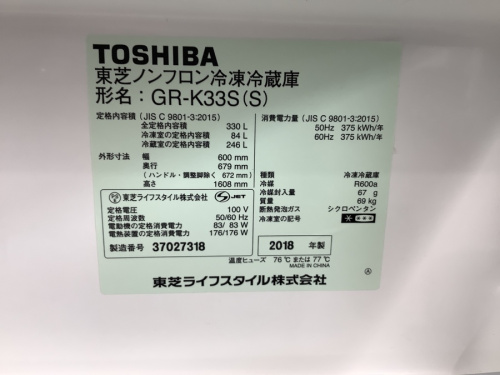 TOSHIBA
東芝ノンフロン冷凍冷蔵庫
形名：GR-K33S(S)
定格内容積 (JIS C 9801-3:2015)
全定格内容積 330 L
冷凍室の定格内容積 84 L
冷蔵室の定格内容積 246 L
外形寸法 幅 600 mm
奥行 679 mm
(ハンドル・調整脚除く 672 mm)
高さ 1608 mm
東芝ライフスタイル株式会社 JET
定格電圧 100 V
定格周波数 50/60 Hz
電動機の定格消費電力 83/ 83 W
電熱装置の定格消費電力 176/176 W
製造番号 37027318
消費電力量 (JIS C 9801-3:2015)
50Hz 375 kWh/年
60Hz 375 kWh/年
種類 冷凍冷蔵庫
冷媒 R600a
冷媒封入量 67 g
質量 69 kg
断熱発泡ガス シクロペンタン
冷凍室の記号
2018 年製
温度ヒューズ 76 ℃ または 77 ℃
MADE IN CHINA
Ⓐ
東芝ライフスタイル株式会社